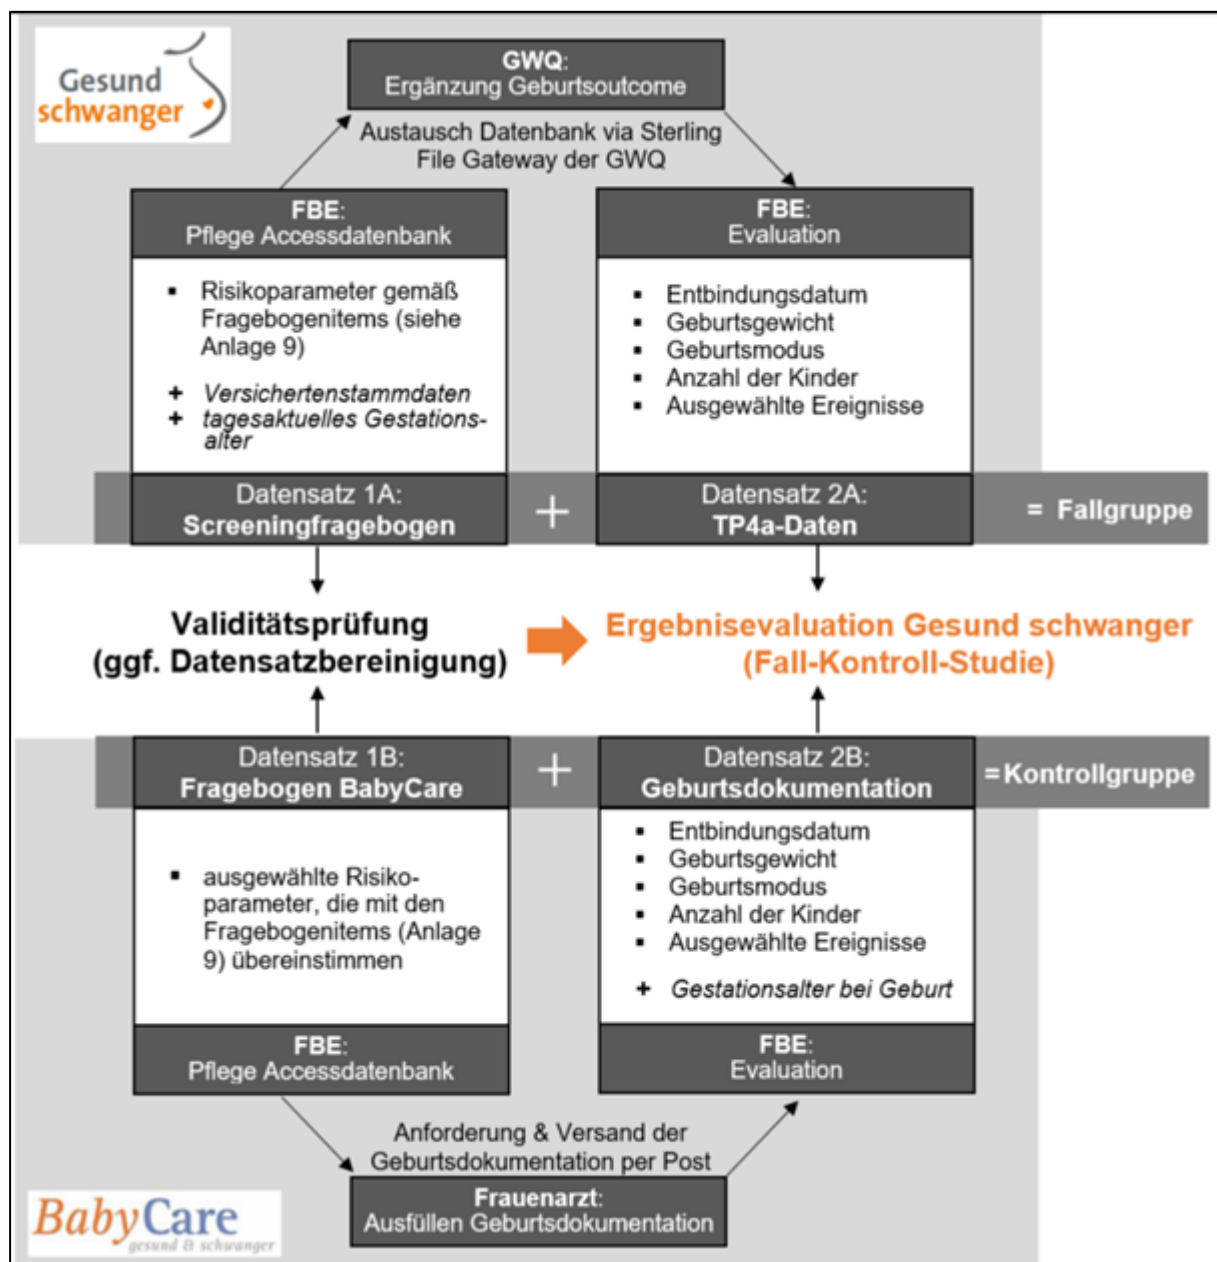 Gesund
schwanger
GWQ:
Ergänzung Geburtsoutcome
Austausch Datenbank via Sterling
File Gateway der GWQ
FBE:
Pflege Accessdatenbank
▪ Risikoparameter gemäß
Fragebogenitems (siehe
Anlage 9)
+ Versichertenstammdaten
+ tagesaktuelles Gestations-
alter
Datensatz 1A:
Screeningfragebogen
+
FBE:
Evaluation
▪ Entbindungsdatum
▪ Geburtsgewicht
▪ Geburtsmodus
▪ Anzahl der Kinder
▪ Ausgewählte Ereignisse
Datensatz 2A:
TP4a-Daten
= Fallgruppe
Validitätsprüfung
(ggf. Datensatzbereinigung)
Ergebnisevaluation Gesund schwanger
(Fall-Kontroll-Studie)
Datensatz 1B:
Fragebogen BabyCare
+
Datensatz 2B:
Geburtsdokumentation
=Kontrollgruppe
▪ ausgewählte Risiko-
parameter, die mit den
Fragebogenitems (Anlage
9) übereinstimmen
FBE:
Pflege Accessdatenbank
▪ Entbindungsdatum
▪ Geburtsgewicht
▪ Geburtsmodus
▪ Anzahl der Kinder
▪ Ausgewählte Ereignisse
+ Gestationsalter bei Geburt
FBE:
Evaluation
Anforderung & Versand der
Geburtsdokumentation per Post
Frauenarzt:
Ausfüllen Geburtsdokumentation
BabyCare
gesund & schwanger